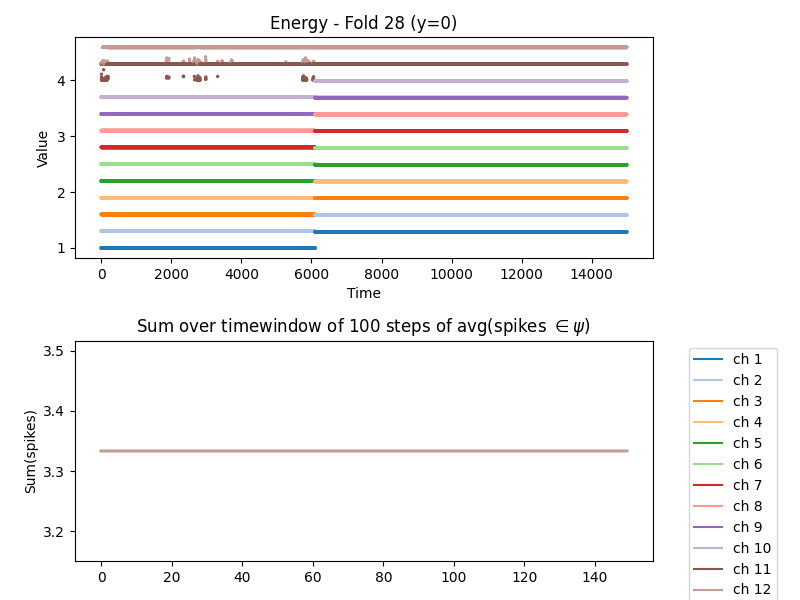 Energy - Fold 28 (y=0)
4
3
2
1
Value
0 2000 4000 6000 8000 10000 12000 14000
Time
Sum over timewindow of 100 steps of avg(spikes ∈ ψ)
3.5
3.4
3.3
3.2
Sum(spikes)
0 20 40 60 80 100 120 140
ch 1
ch 2
ch 3
ch 4
ch 5
ch 6
ch 7
ch 8
ch 9
ch 10
ch 11
ch 12